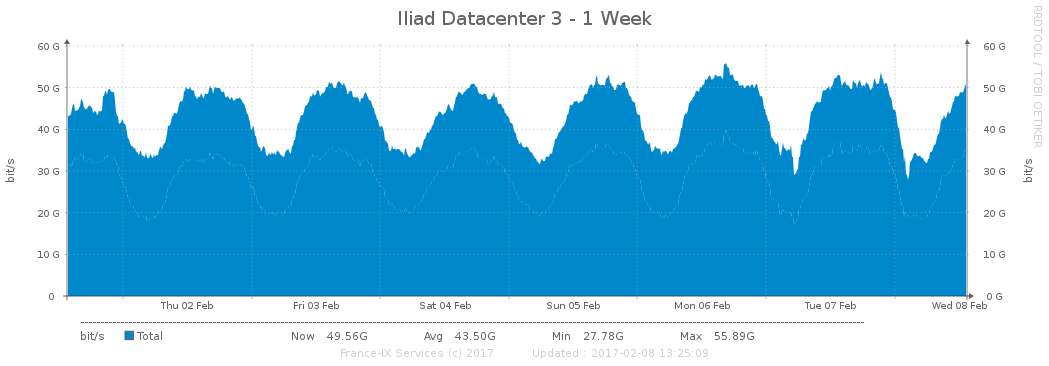 Iliad Datacenter 3 - 1 Week
RRDTOOL / TOBI OETIKER
60 G 60 G
50 G 50 G
40 G 40 G
30 G 30 G
20 G 20 G
10 G 10 G
0 0 G
bit/s
bit/s
Thu 02 Feb Fri 03 Feb Sat 04 Feb Sun 05 Feb Mon 06 Feb Tue 07 Feb Wed 08 Feb
bit/s Total Now 49.56G Avg 43.50G Min 27.78G Max 55.89G
France-IX Services (c) 2017 Updated : 2017-02-08 13:25:09